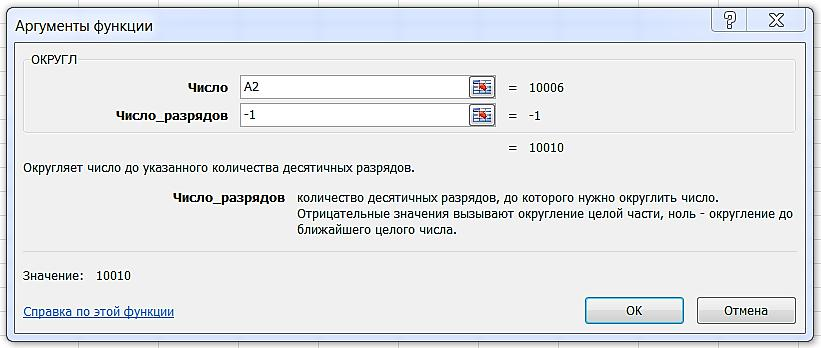 Аргументы функции
ОКРУГЛ
Число A2 = 10006
Число_разрядов -1 = -1
= 10010
Округляет число до указанного количества десятичных разрядов.
Число_разрядов количество десятичных разрядов, до которого нужно округлить число.
Отрицательные значения вызывают округление целой части, ноль - округление до
ближайшего целого числа.
Значение: 10010
Справка по этой функции ОК Отмена